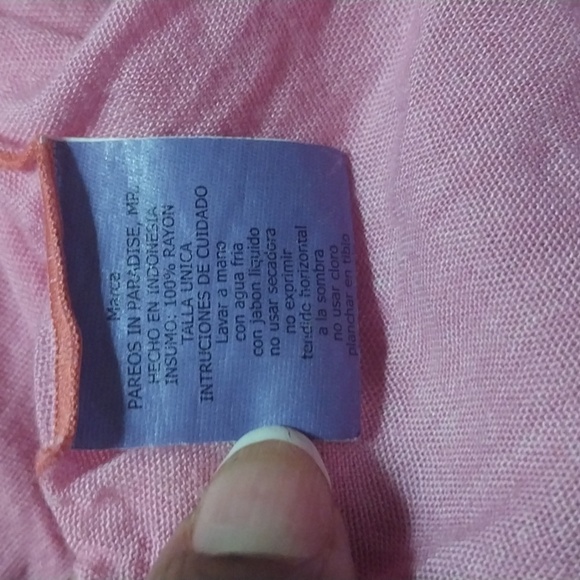 Marca
PAREOS IN PARADISE, MR.
HECHO EN INDONESIA
INSUMO: 100% RAYON
TALLA UNICA
INTRUCIONES DE CUIDADO
Lavar a mano
con agua fria
con jabon liquido
no usar secadora
no exprimir
tendido horizontal
a la sombra
no usar cloro
planchar en tibio